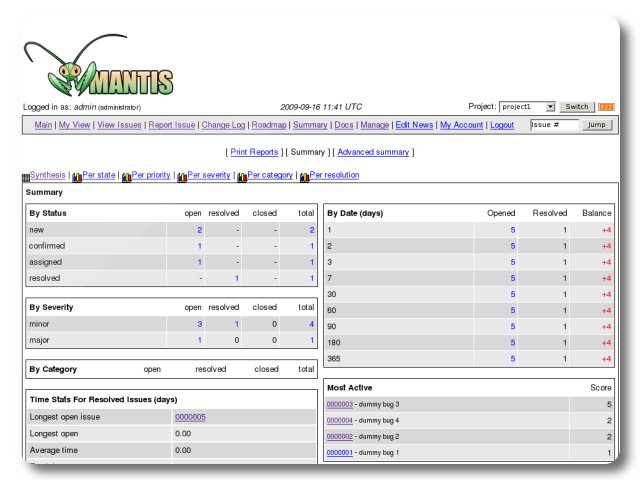 MANTIS
Logged in as: admin (administrator) 2009-09-16 11:41 UTC Project: project1 Switch RSS
Main | My View | View Issues | Report Issue | Change Log | Roadmap | Summary | Docs | Manage | Edit News | My Account | Logout Issue # Jump
[ Print Reports ] [ Summary ] [ Advanced summary ]
Synthesis | Per state | Per priority | Per severity | Per category | Per resolution
Summary
By Status open resolved closed total
new 2 - - 2
confirmed 1 - - 1
assigned 1 - - 1
resolved - 1 - 1
By Severity open resolved closed total
minor 3 1 0 4
major 1 0 0 1
By Category open resolved closed total
Time Stats For Resolved Issues (days)
Longest open issue 0000005
Longest open 0.00
Average time 0.00
By Date (days) Opened Resolved Balance
1 5 1 +4
2 5 1 +4
3 5 1 +4
7 5 1 +4
30 5 1 +4
60 5 1 +4
90 5 1 +4
180 5 1 +4
365 5 1 +4
Most Active Score
0000003 - dummy bug 3 5
0000004 - dummy bug 4 2
0000002 - dummy bug 2 2
0000001 - dummy bug 1 1